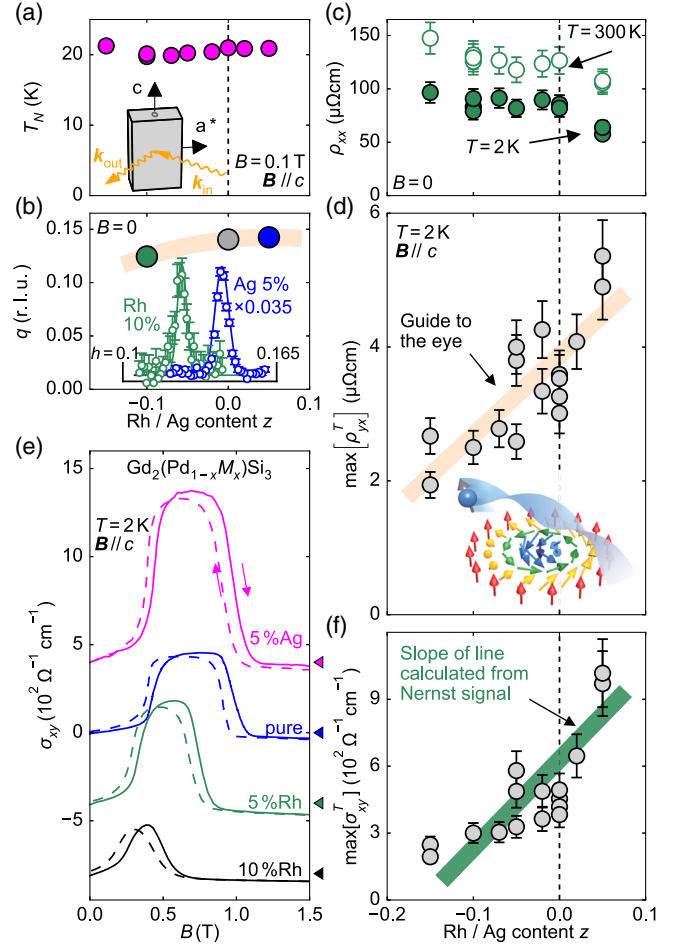 (a)
25
20
10
0
T_N (K)
c
a*
k_out
k_in
B = 0.1 T
B // c
(b)
B = 0
0.15
0.10
0.05
0.00
q (r. l. u.)
Rh
10%
Ag 5%
×0.035
h = 0.1
0.165
−0.1
0.0
0.1
Rh / Ag content z
(c)
150
100
50
0
ρ_xx (μΩcm)
T = 300 K
T = 2 K
B = 0
(d)
6
4
2
0
max [ρ^T_yx] (μΩcm)
T = 2 K
B // c
Guide to
the eye
(e)
Gd₂(Pd₁₋ₓMₓ)Si₃
T = 2 K
B // c
10
5
0
−5
σ_xy (10² Ω⁻¹ cm⁻¹)
5 %Ag
pure
5 %Rh
10 %Rh
0.0
0.5
1.0
1.5
B (T)
(f)
9
6
3
0
max[σ^T_xy] (10² Ω⁻¹ cm⁻¹)
Slope of line
calculated from
Nernst signal
−0.2
−0.1
0.0
0.1
Rh / Ag content z